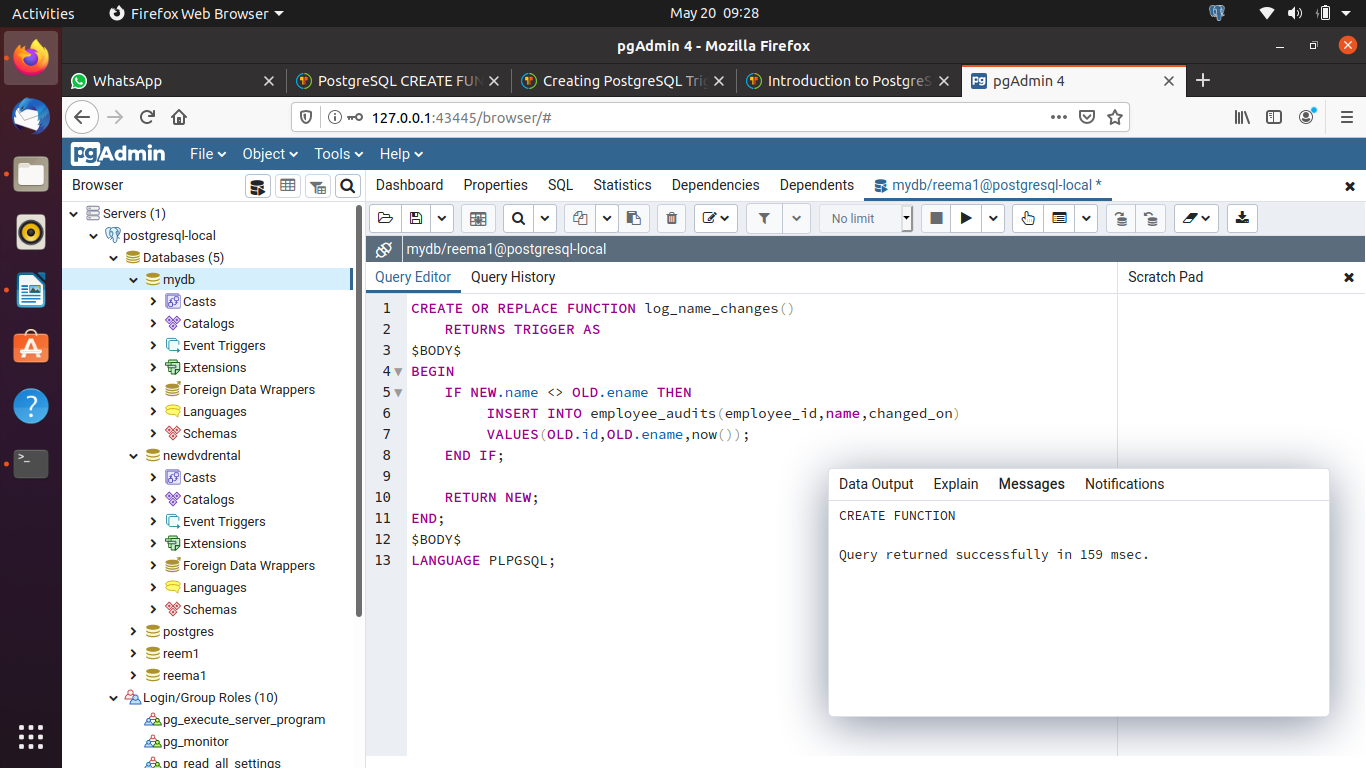 Activities Firefox Web Browser May 20 09:28
pgAdmin 4 - Mozilla Firefox
WhatsApp PostgreSQL CREATE FUN Creating PostgreSQL Trig Introduction to PostgreS pgAdmin 4
127.0.0.1:43445/browser/#
pgAdmin File Object Tools Help
Browser Dashboard Properties SQL Statistics Dependencies Dependents mydb/reema1@postgresql-local *
No limit
mydb/reema1@postgresql-local
Query Editor Query History
Scratch Pad
Servers (1)
postgresql-local
Databases (5)
mydb
Casts
Catalogs
Event Triggers
Extensions
Foreign Data Wrappers
Languages
Schemas
newdvdrental
Casts
Catalogs
Event Triggers
Extensions
Foreign Data Wrappers
Languages
Schemas
postgres
reem1
reema1
Login/Group Roles (10)
pg_execute_server_program
pg_monitor
pg_read_all_settings
1 CREATE OR REPLACE FUNCTION log_name_changes()
2 RETURNS TRIGGER AS
3 $BODY$
4 BEGIN
5 IF NEW.name <> OLD.ename THEN
6 INSERT INTO employee_audits(employee_id,name,changed_on)
7 VALUES(OLD.id,OLD.ename,now());
8 END IF;
9
10 RETURN NEW;
11 END;
12 $BODY$
13 LANGUAGE PLPGSQL;
Data Output Explain Messages Notifications
CREATE FUNCTION
Query returned successfully in 159 msec.